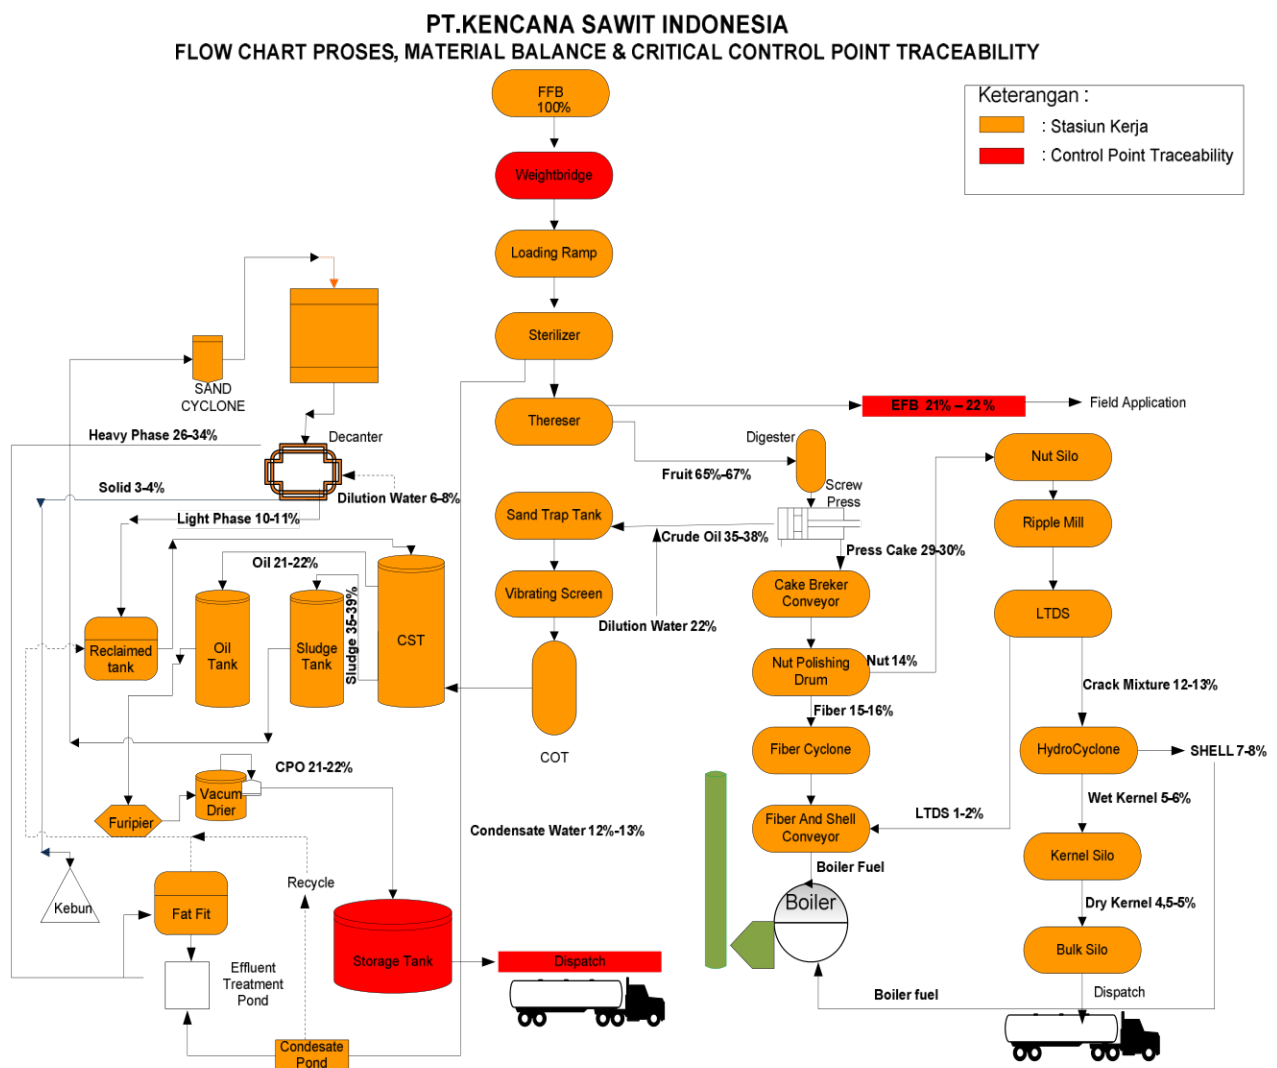 PT.KENCANA SAWIT INDONESIA
FLOW CHART PROSES, MATERIAL BALANCE & CRITICAL CONTROL POINT TRACEABILITY
FFB
100%
Keterangan :
: Stasiun Kerja
: Control Point Traceability
Weightbridge
Loading Ramp
Sterilizer
SAND
CYCLONE
Thereser
EFB 21% – 22 %
Field Application
Heavy Phase 26-34%
Decanter
Digester
Nut Silo
Fruit 65%-67%
Solid 3-4%
Dilution Water 6-8%
Screw
Press
Light Phase 10-11%
Sand Trap Tank
Ripple Mill
Crude Oil 35-38%
Press Cake 29-30%
Oil 21-22%
Vibrating Screen
Cake Breker
Conveyor
LTDS
Dilution Water 22%
Sludge 35-39%
Reclaimed
tank
Oil
Tank
Sludge
Tank
CST
Nut Polishing
Drum
Nut 14%
Crack Mixture 12-13%
Fiber 15-16%
COT
Fiber Cyclone
HydroCyclone
SHELL 7-8%
CPO 21-22%
Vacum
Drier
Wet Kernel 5-6%
Furipier
Condensate Water 12%-13%
Fiber And Shell
Conveyor
LTDS 1-2%
Kernel Silo
Boiler Fuel
Recycle
Kebun
Fat Fit
Boiler
Dry Kernel 4,5-5%
Bulk Silo
Storage Tank
Dispatch
Effluent
Treatment
Pond
Boiler fuel
Dispatch
Condesate
Pond